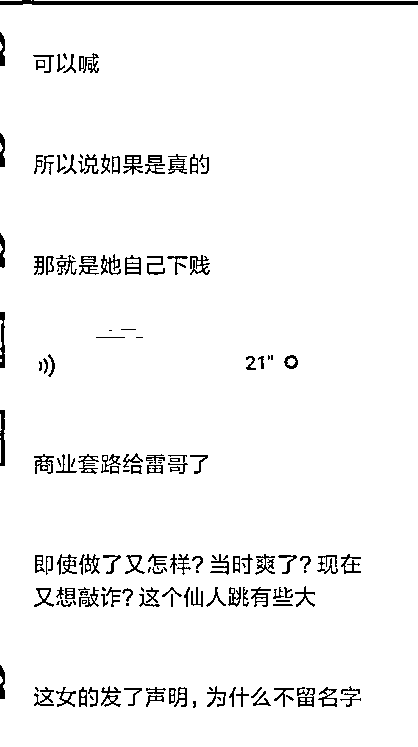 可以喊
所以说如果是真的
那就是她自己下贱
21"
商业套路给雷哥了
即使做了又怎样？当时爽了？现在
又想敲诈？这个仙人跳有些大
这女的发了声明，为什么不留名字